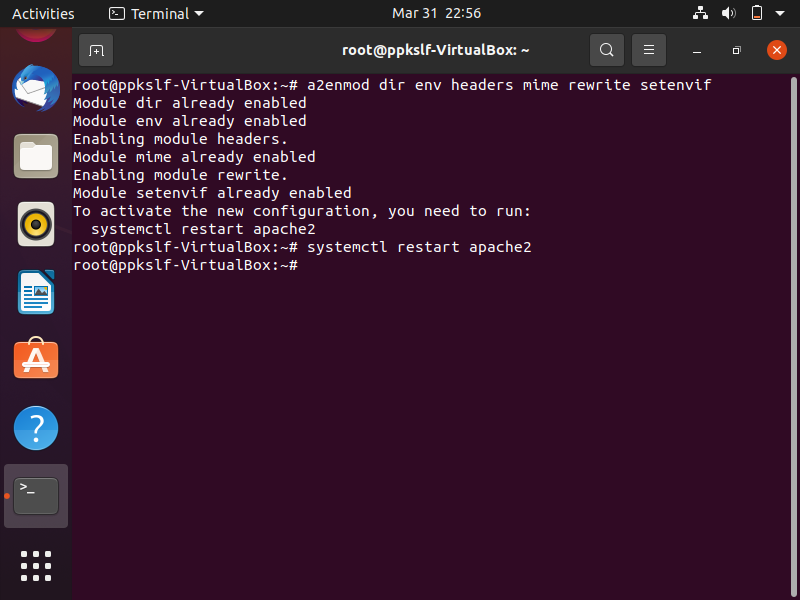 Activities
Terminal
Mar 31 22:56
root@ppkslf-VirtualBox: ~
root@ppkslf-VirtualBox:~# a2enmod dir env headers mime rewrite setenvif
Module dir already enabled
Module env already enabled
Enabling module headers.
Module mime already enabled
Enabling module rewrite.
Module setenvif already enabled
To activate the new configuration, you need to run:
  systemctl restart apache2
root@ppkslf-VirtualBox:~# systemctl restart apache2
root@ppkslf-VirtualBox:~#